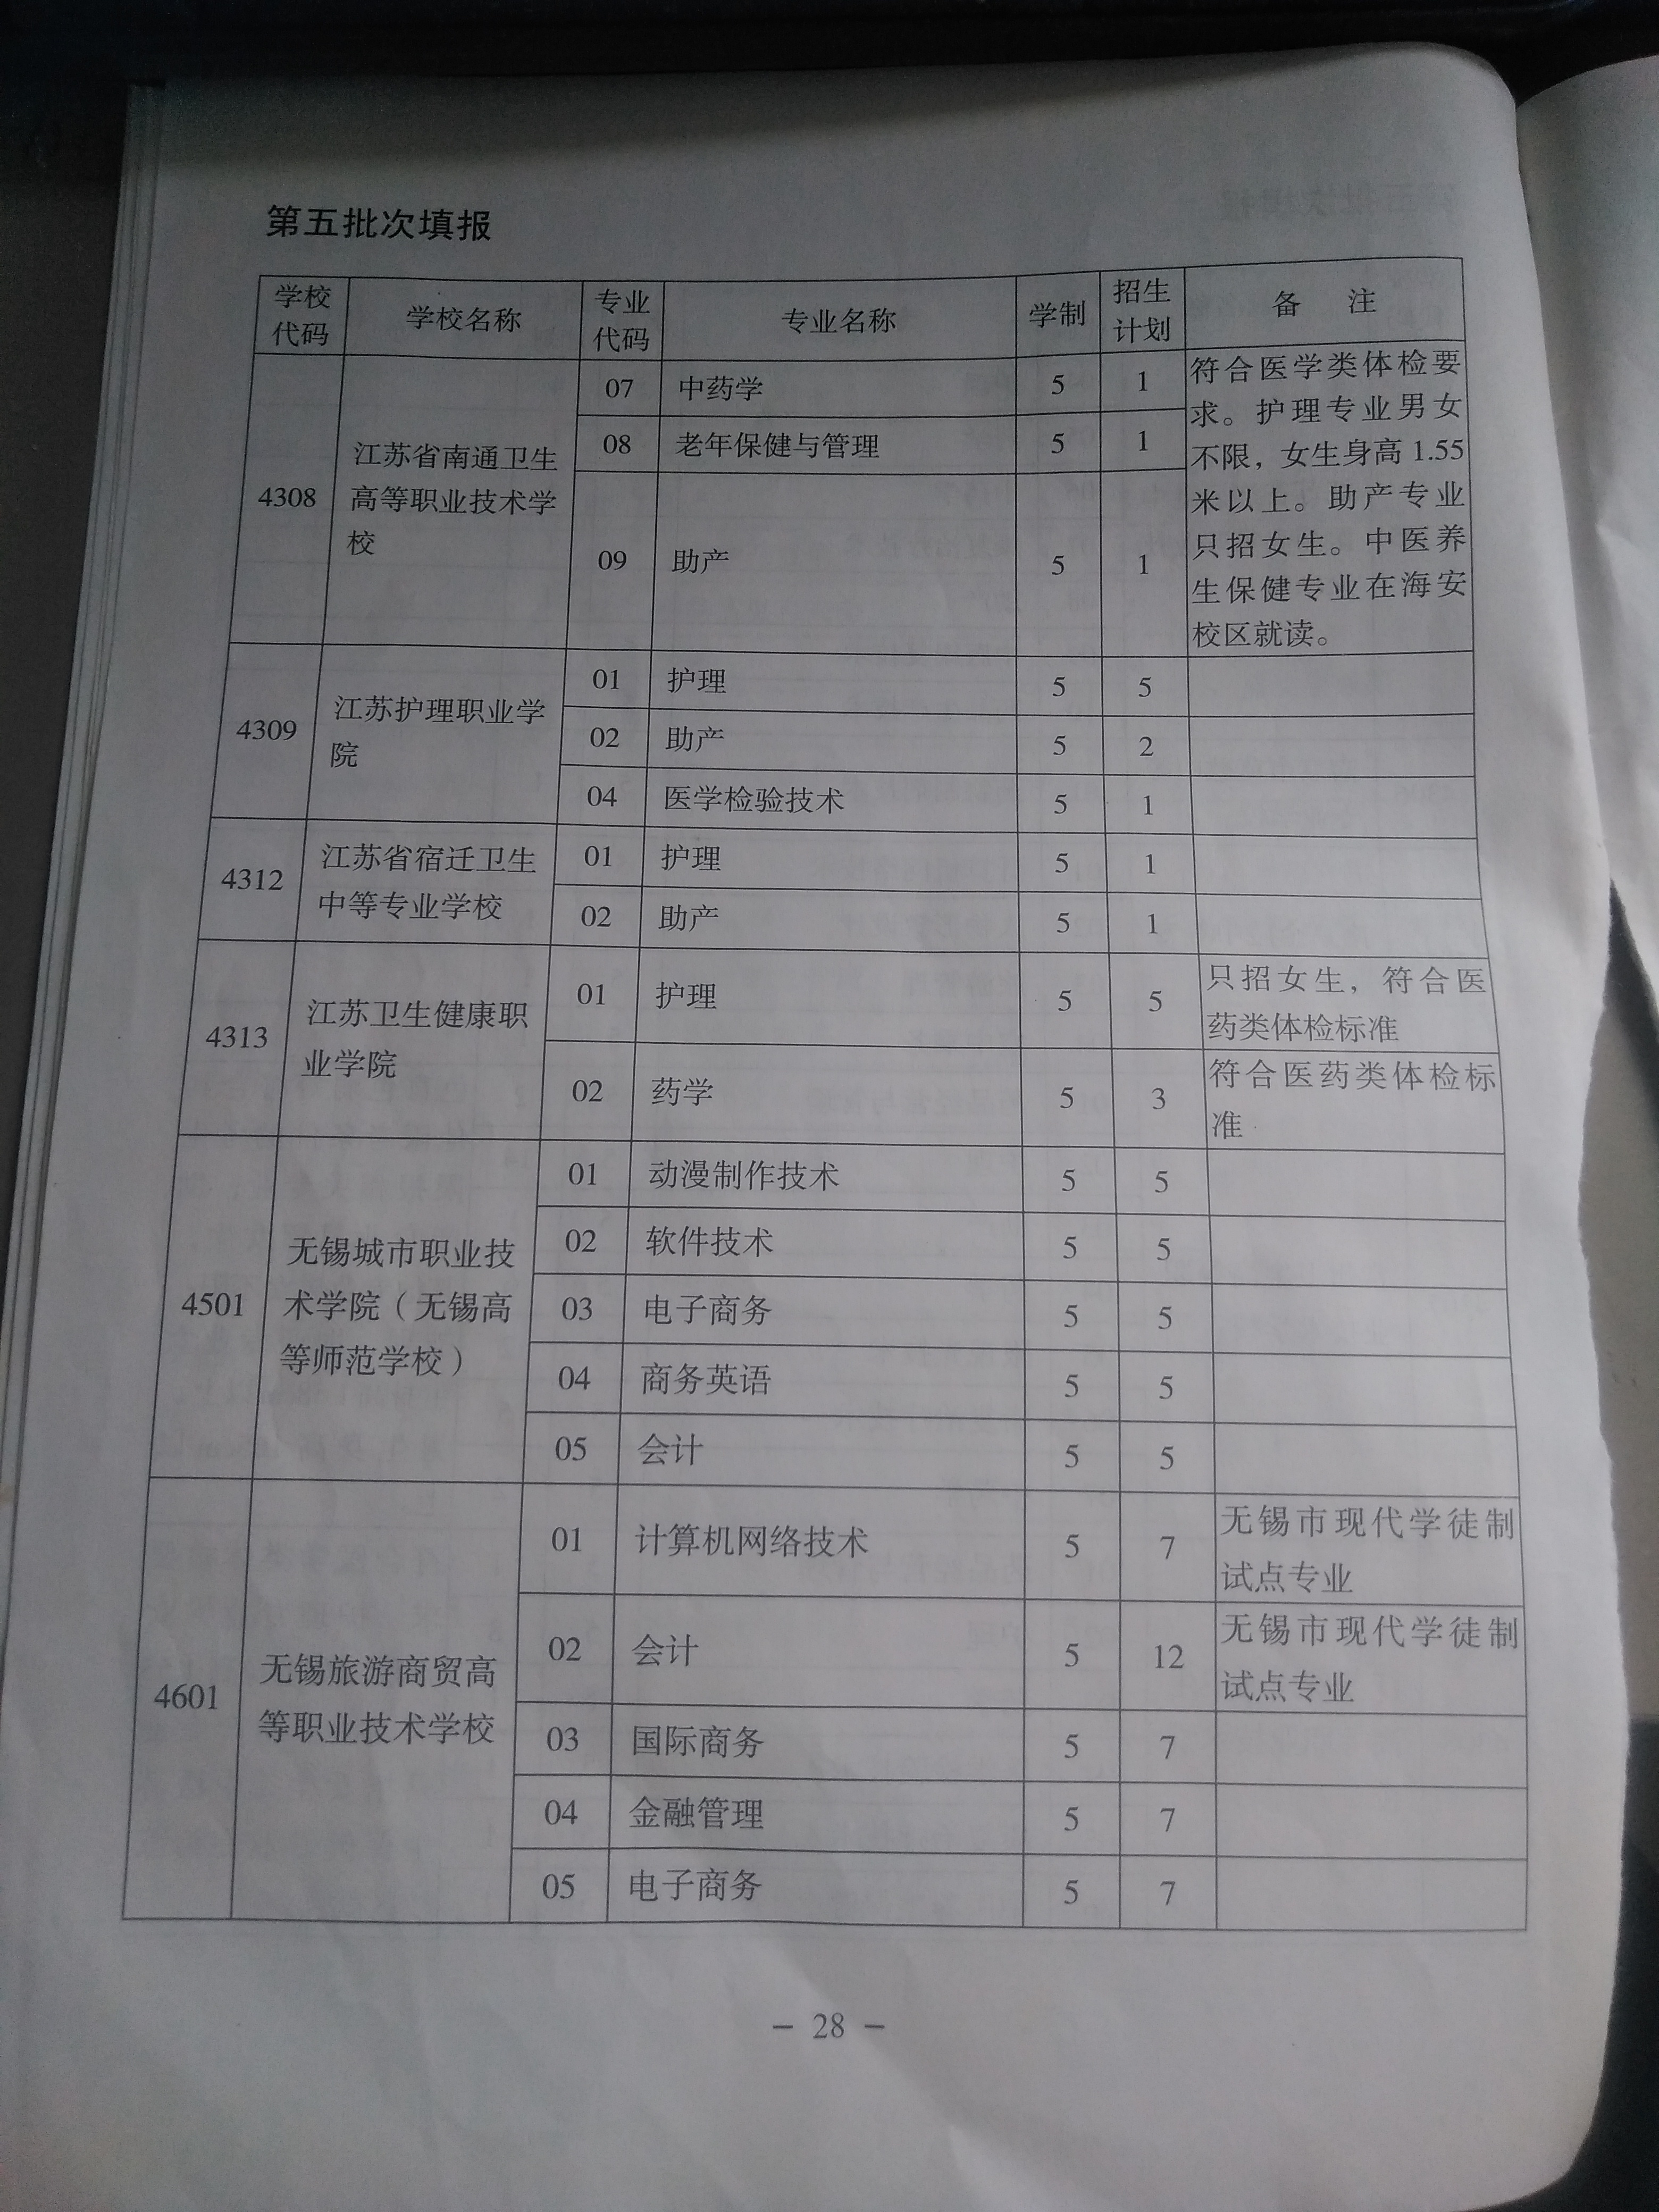 第五批次填报
学校代码 学校名称 专业代码 专业名称 学制 招生计划 备 注
4308 江苏省南通卫生高等职业技术学校 07 中药学 5 1 符合医学类体检要求。护理专业男女不限，女生身高1.55米以上。助产专业只招女生。中医养生保健专业在海安校区就读。
08 老年保健与管理 5 1
09 助产 5 1
4309 江苏护理职业学院 01 护理 5 5
02 助产 5 2
04 医学检验技术 5 1
4312 江苏省宿迁卫生中等专业学校 01 护理 5 1
02 助产 5 1
4313 江苏卫生健康职业学院 01 护理 5 5 只招女生，符合医药类体检标准
02 药学 5 3 符合医药类体检标准
4501 无锡城市职业技术学院（无锡高等师范学校） 01 动漫制作技术 5 5
02 软件技术 5 5
03 电子商务 5 5
04 商务英语 5 5
05 会计 5 5
4601 无锡旅游商贸高等职业技术学校 01 计算机网络技术 5 7 无锡市现代学徒制试点专业
02 会计 5 12 无锡市现代学徒制试点专业
03 国际商务 5 7
04 金融管理 5 7
05 电子商务 5 7
— 28 —